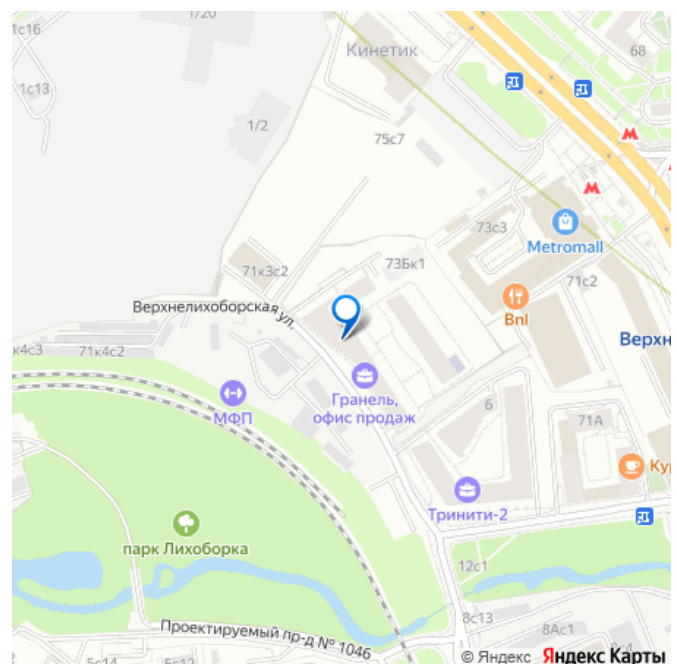 1с16
1/20
Кинетик
68
1с13
1/2
75с7
М
М
73с3
Metromall
73Бк1
71к3с2
71с2
Верхнелихоборская ул.
Bnl
Верхн
к4с3
71к4с2
Гранель,
офис продаж
МФП
6
71А
Ку
Тринити-2
парк Лихоборка
12с1
8с13
8Ас1
Проектируемый пр-д № 1046
5с14
5с12
© Яндекс Яндекс Карты